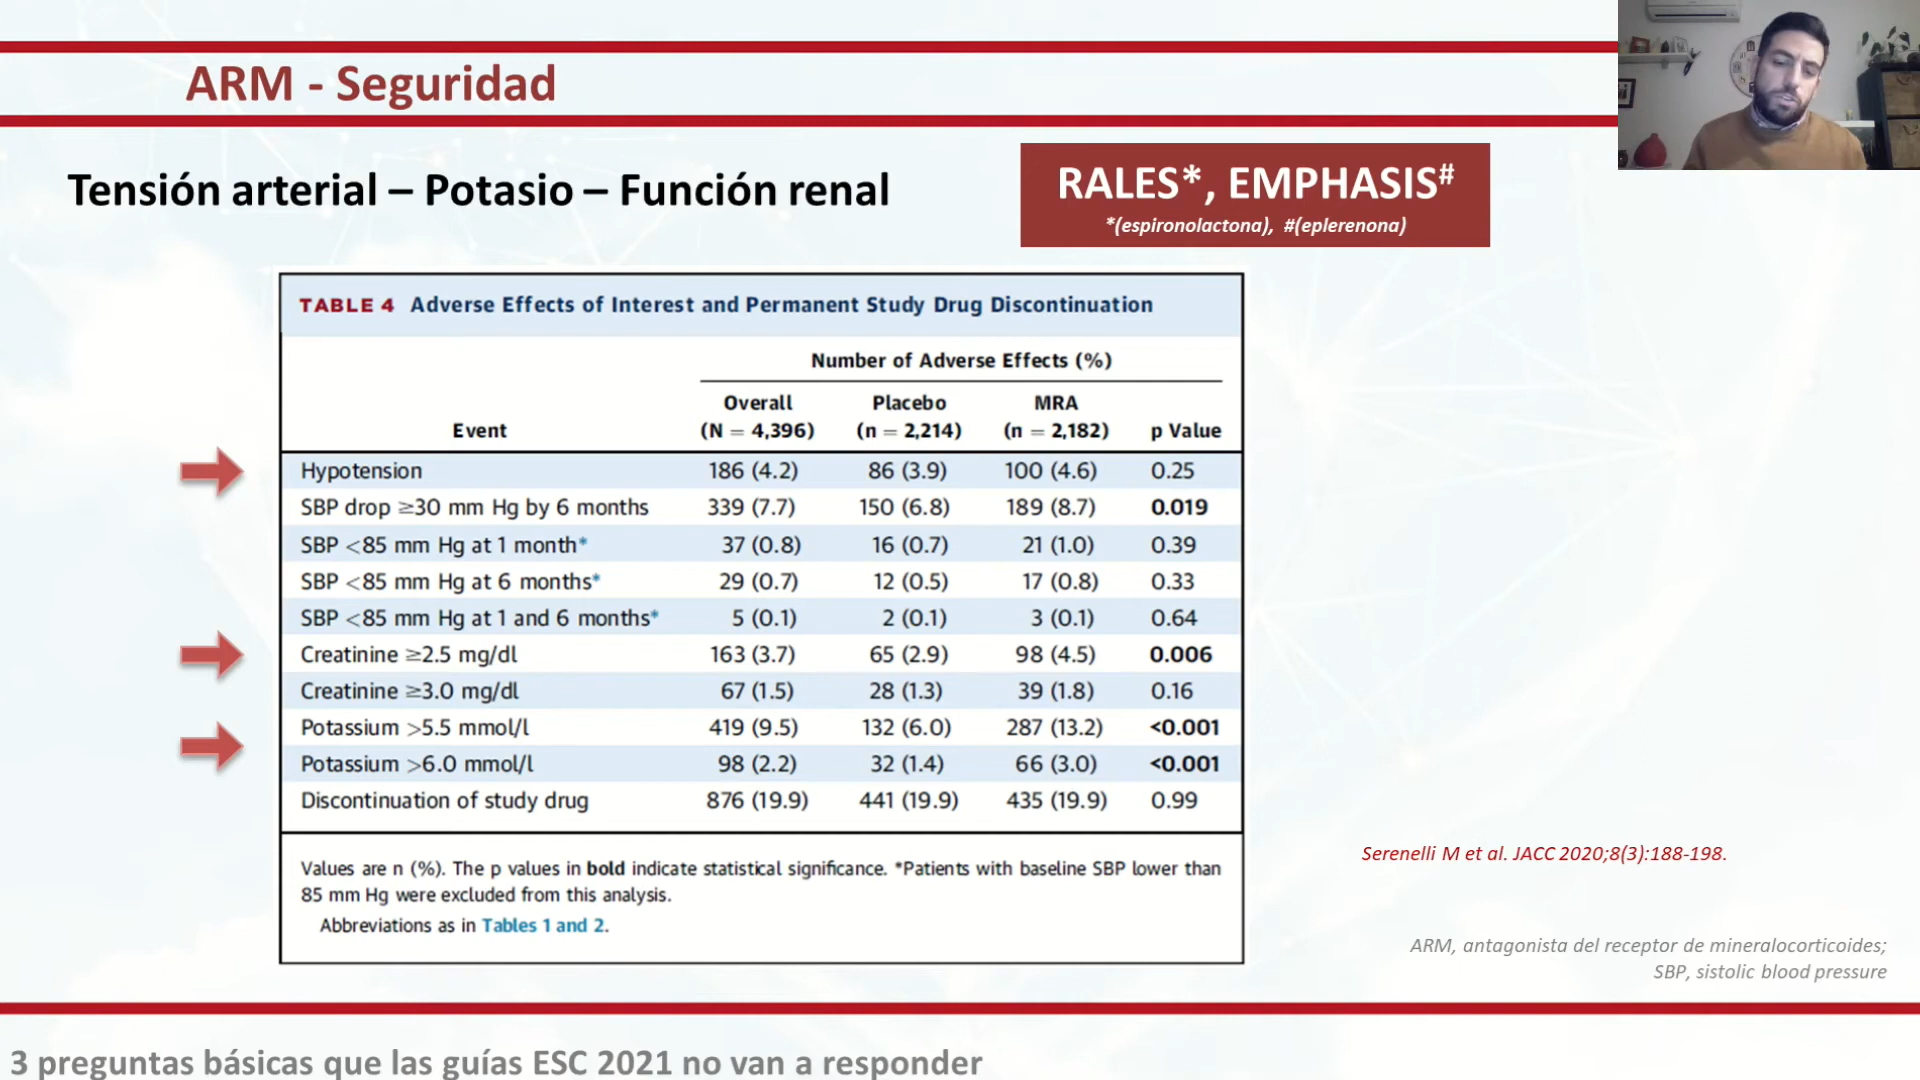 ARM - Seguridad
Tensión arterial – Potasio – Función renal
RALES*, EMPHASIS#
*(espironolactona), #(eplerenona)
TABLE 4 Adverse Effects of Interest and Permanent Study Drug Discontinuation
Number of Adverse Effects (%)
Event Overall (N = 4,396) Placebo (n = 2,214) MRA (n = 2,182) p Value
Hypotension 186 (4.2) 86 (3.9) 100 (4.6) 0.25
SBP drop ≥30 mm Hg by 6 months 339 (7.7) 150 (6.8) 189 (8.7) 0.019
SBP <85 mm Hg at 1 month* 37 (0.8) 16 (0.7) 21 (1.0) 0.39
SBP <85 mm Hg at 6 months* 29 (0.7) 12 (0.5) 17 (0.8) 0.33
SBP <85 mm Hg at 1 and 6 months* 5 (0.1) 2 (0.1) 3 (0.1) 0.64
Creatinine ≥2.5 mg/dl 163 (3.7) 65 (2.9) 98 (4.5) 0.006
Creatinine ≥3.0 mg/dl 67 (1.5) 28 (1.3) 39 (1.8) 0.16
Potassium >5.5 mmol/l 419 (9.5) 132 (6.0) 287 (13.2) <0.001
Potassium >6.0 mmol/l 98 (2.2) 32 (1.4) 66 (3.0) <0.001
Discontinuation of study drug 876 (19.9) 441 (19.9) 435 (19.9) 0.99
Values are n (%). The p values in bold indicate statistical significance. *Patients with baseline SBP lower than
85 mm Hg were excluded from this analysis.
Abbreviations as in Tables 1 and 2.
Serenelli M et al. JACC 2020;8(3):188-198.
ARM, antagonista del receptor de mineralocorticoides;
SBP, sistolic blood pressure
3 preguntas básicas que las guías ESC 2021 no van a responder